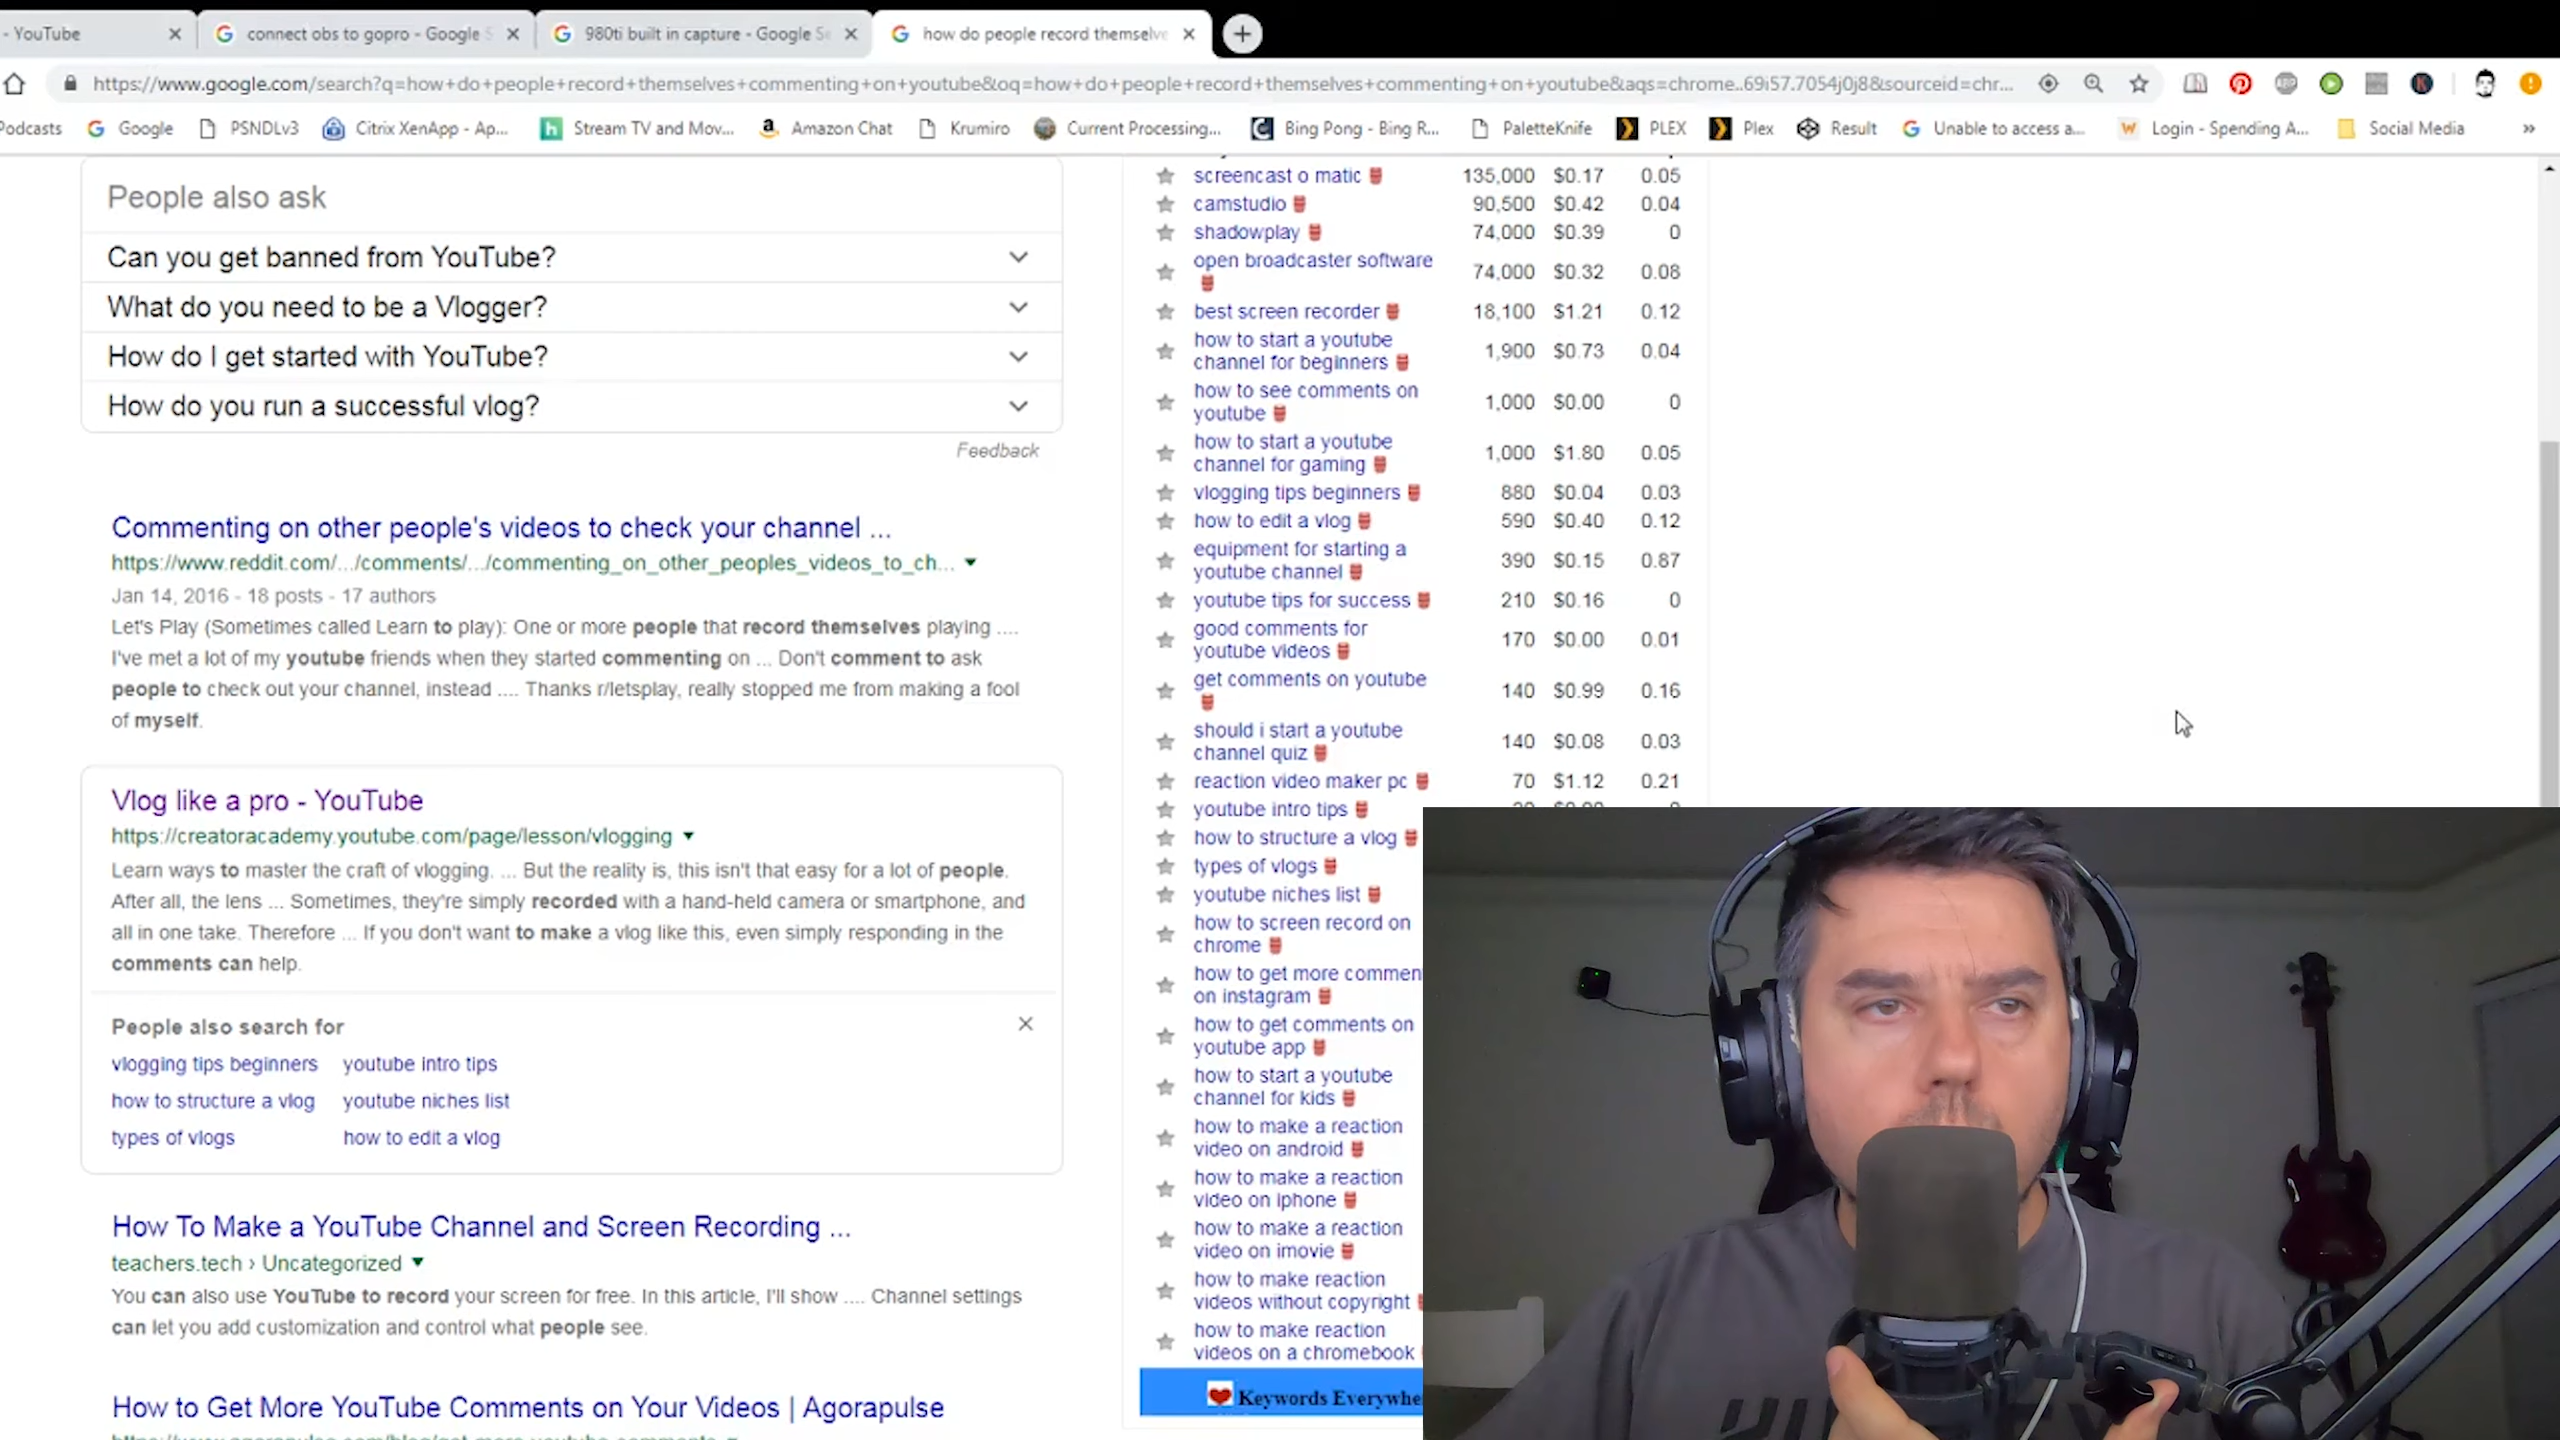 - YouTube
connect obs to gopro - Google S
980ti built in capture - Google Se
how do people record themselve
https://www.google.com/search?q=how+do+people+record+themselves+commenting+on+youtube&oq=how+do+people+record+themselves+commenting+on+youtube&aqs=chrome..69i57.7054j0j8&sourceid=chr...
Podcasts
Google
PSNDLv3
Citrix XenApp - Ap...
Stream TV and Mov...
Amazon Chat
Krumiro
Current Processing...
Bing Pong - Bing R...
PaletteKnife
PLEX
Plex
Result
Unable to access a...
Login - Spending A...
Social Media
»
People also ask
Can you get banned from YouTube?
What do you need to be a Vlogger?
How do I get started with YouTube?
How do you run a successful vlog?
Feedback
Commenting on other people's videos to check your channel ...
https://www.reddit.com/.../comments/.../commenting_on_other_peoples_videos_to_ch...
Jan 14, 2016 - 18 posts - 17 authors
Let's Play (Sometimes called Learn to play): One or more people that record themselves playing ....
I've met a lot of my youtube friends when they started commenting on ... Don't comment to ask
people to check out your channel, instead .... Thanks r/letsplay, really stopped me from making a fool
of myself.
Vlog like a pro - YouTube
https://creatoracademy.youtube.com/page/lesson/vlogging
Learn ways to master the craft of vlogging. ... But the reality is, this isn't that easy for a lot of people.
After all, the lens ... Sometimes, they're simply recorded with a hand-held camera or smartphone, and
all in one take. Therefore ... If you don't want to make a vlog like this, even simply responding in the
comments can help.
People also search for
vlogging tips beginners youtube intro tips
how to structure a vlog youtube niches list
types of vlogs how to edit a vlog
How To Make a YouTube Channel and Screen Recording ...
teachers.tech › Uncategorized
You can also use YouTube to record your screen for free. In this article, I'll show .... Channel settings
can let you add customization and control what people see.
How to Get More YouTube Comments on Your Videos | Agorapulse
screencast o matic 135,000 $0.17 0.05
camstudio 90,500 $0.42 0.04
shadowplay 74,000 $0.39 0
open broadcaster software 74,000 $0.32 0.08
best screen recorder 18,100 $1.21 0.12
how to start a youtube
channel for beginners 1,900 $0.73 0.04
how to see comments on
youtube 1,000 $0.00 0
how to start a youtube
channel for gaming 1,000 $1.80 0.05
vlogging tips beginners 880 $0.04 0.03
how to edit a vlog 590 $0.40 0.12
equipment for starting a
youtube channel 390 $0.15 0.87
youtube tips for success 210 $0.16 0
good comments for
youtube videos 170 $0.00 0.01
get comments on youtube 140 $0.99 0.16
should i start a youtube
channel quiz 140 $0.08 0.03
reaction video maker pc 70 $1.12 0.21
youtube intro tips
how to structure a vlog
types of vlogs
youtube niches list
how to screen record on
chrome
how to get more commen
on instagram
how to get comments on
youtube app
how to start a youtube
channel for kids
how to make a reaction
video on android
how to make a reaction
video on iphone
how to make a reaction
video on imovie
how to make reaction
videos without copyright
how to make reaction
videos on a chromebook
Keywords Everywhe